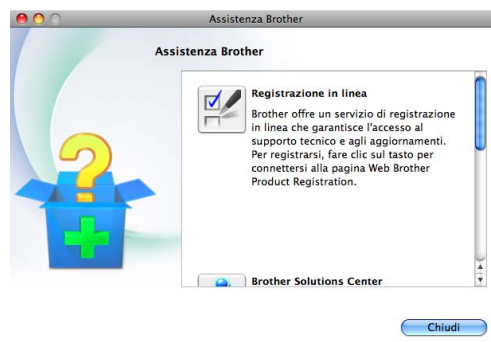 Assistenza Brother
Assistenza Brother
Registrazione in linea
Brother offre un servizio di registrazione
in linea che garantisce l'accesso al
supporto tecnico e agli aggiornamenti.
Per registrarsi, fare clic sul tasto per
connettersi alla pagina Web Brother
Product Registration.
Brother Solutions Center
Chiudi